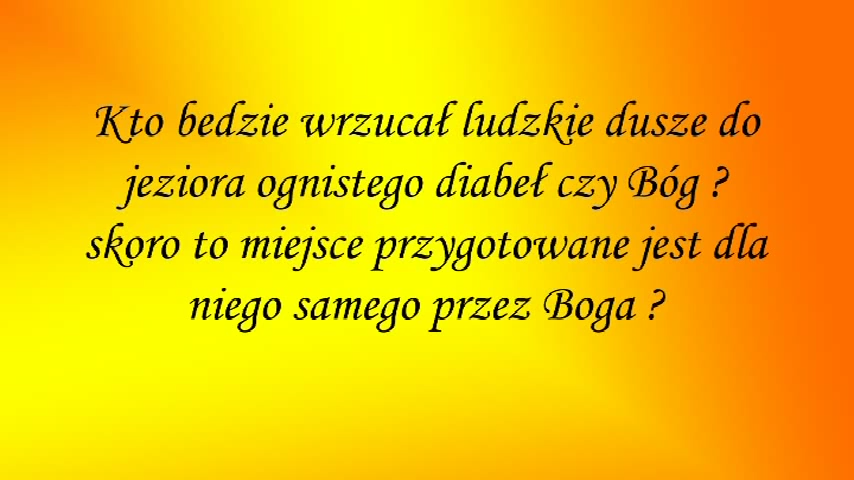 Kto bedzie wrzucał ludzkie dusze do
jeziora ognistego diabeł czy Bóg ?
skoro to miejsce przygotowane jest dla
niego samego przez Boga ?